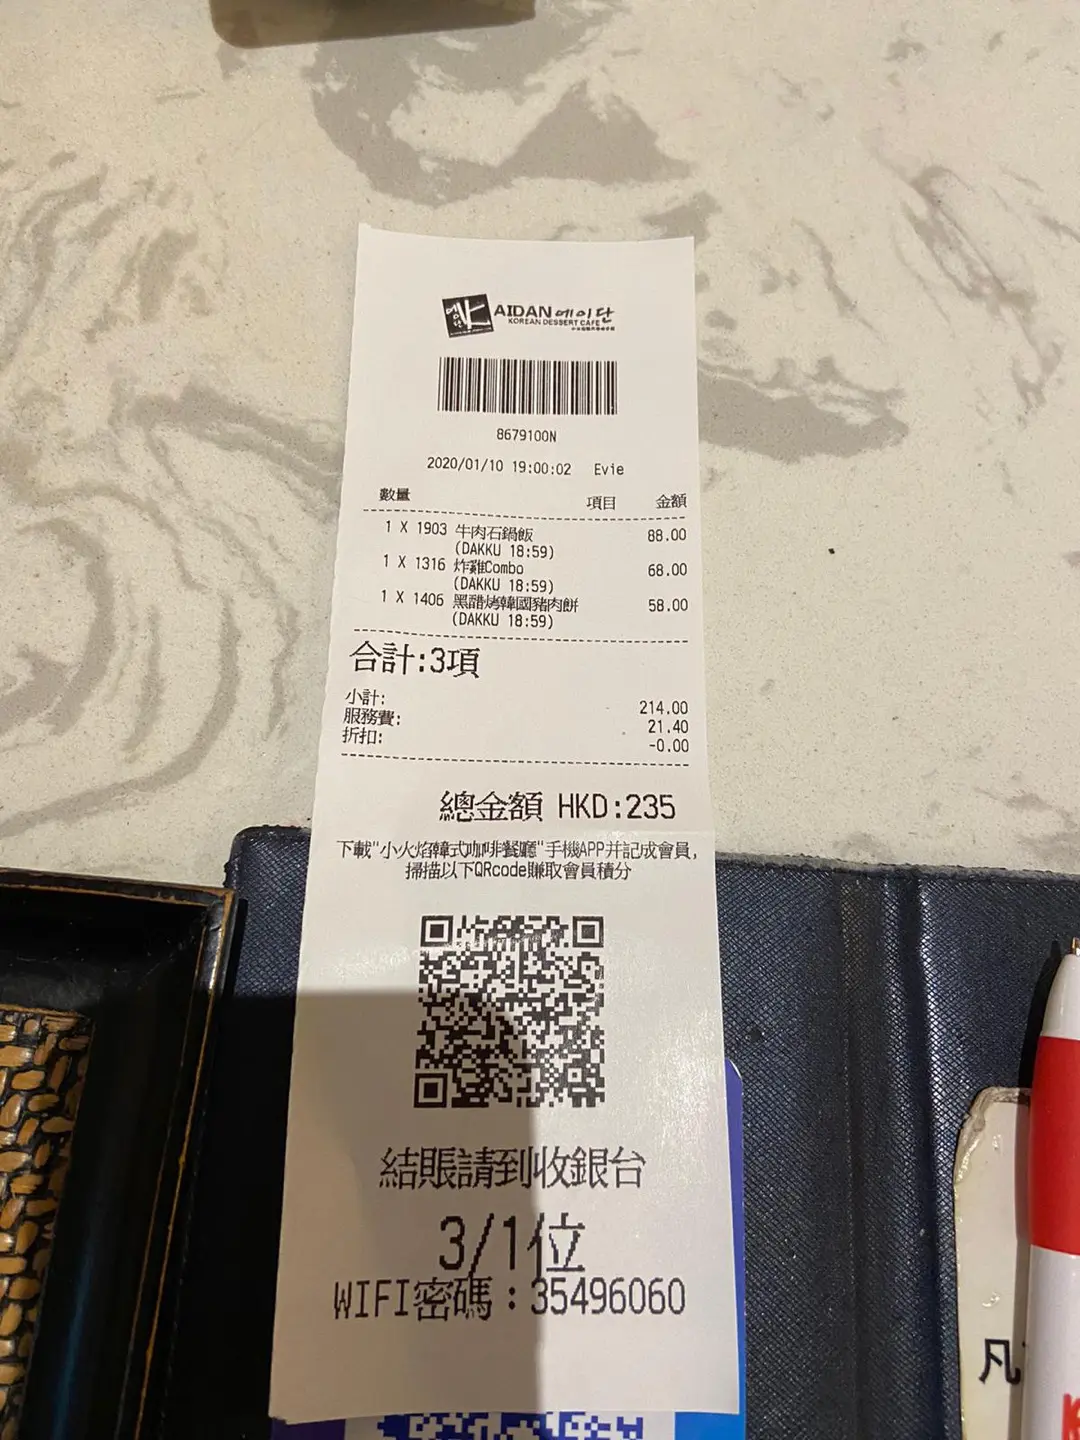 AIDAN 에이단
KOREAN DESSERT CAFE
8679100N
2020/01/10 19:00:02 Evie
數量 項目 金額
1 X 1903 牛肉石鍋飯 88.00
(DAKKU 18:59)
1 X 1316 炸雞Combo 68.00
(DAKKU 18:59)
1 X 1406 黑醋烤韓國豬肉餅 58.00
(DAKKU 18:59)
合計:3項
小計: 214.00
服務費: 21.40
折扣: -0.00
總金額 HKD:235
下載"小火焰韓式咖啡餐廳"手機APP并記成會員,
掃描以下QRcode賺取會員積分
結賬請到收銀台
3/1位
WIFI密碼:35496060
凡